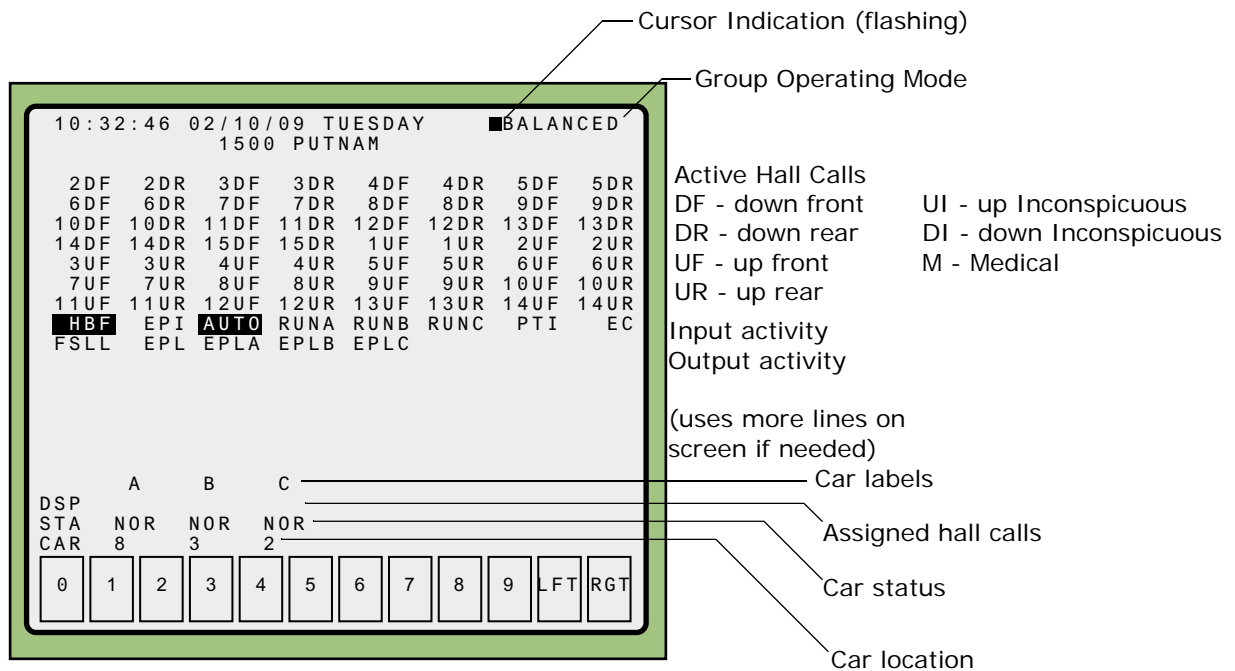 Cursor Indication (flashing)
Group Operating Mode
10:32:46 02/10/09 TUESDAY BALANCED
1500 PUTNAM
2DF 2DR 3DF 3DR 4DF 4DR 5DF 5DR
6DF 6DR 7DF 7DR 8DF 8DR 9DF 9DR
10DF 10DR 11DF 11DR 12DF 12DR 13DF 13DR
14DF 14DR 15DF 15DR 1UF 1UR 2UF 2UR
3UF 3UR 4UF 4UR 5UF 5UR 6UF 6UR
7UF 7UR 8UF 8UR 9UF 9UR 10UF 10UR
11UF 11UR 12UF 12UR 13UF 13UR 14UF 14UR
HBF EPI AUTO RUNA RUNB RUNC PTI EC
FSLL EPL EPLA EPLB EPLC
Active Hall Calls
DF - down front UI - up Inconspicuous
DR - down rear DI - down Inconspicuous
UF - up front M - Medical
UR - up rear
Input activity
Output activity
(uses more lines on
screen if needed)
A B C
DSP
STA NOR NOR NOR
CAR 8 3 2
0 1 2 3 4 5 6 7 8 9 LFT RGT
Car labels
Assigned hall calls
Car status
Car location